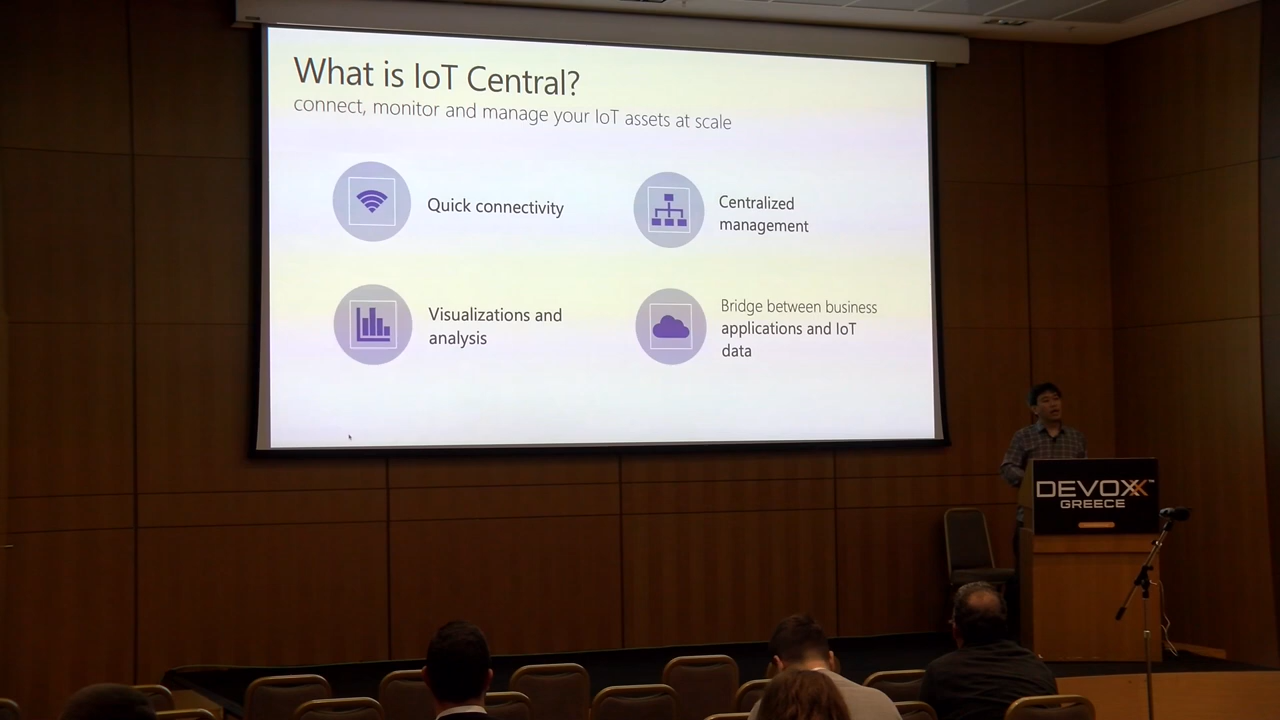 What is IoT Central?
connect, monitor and manage your IoT assets at scale
Quick connectivity
Centralized
management
Visualizations and
analysis
Bridge between business
applications and IoT
data
DEVOXX™
GREECE